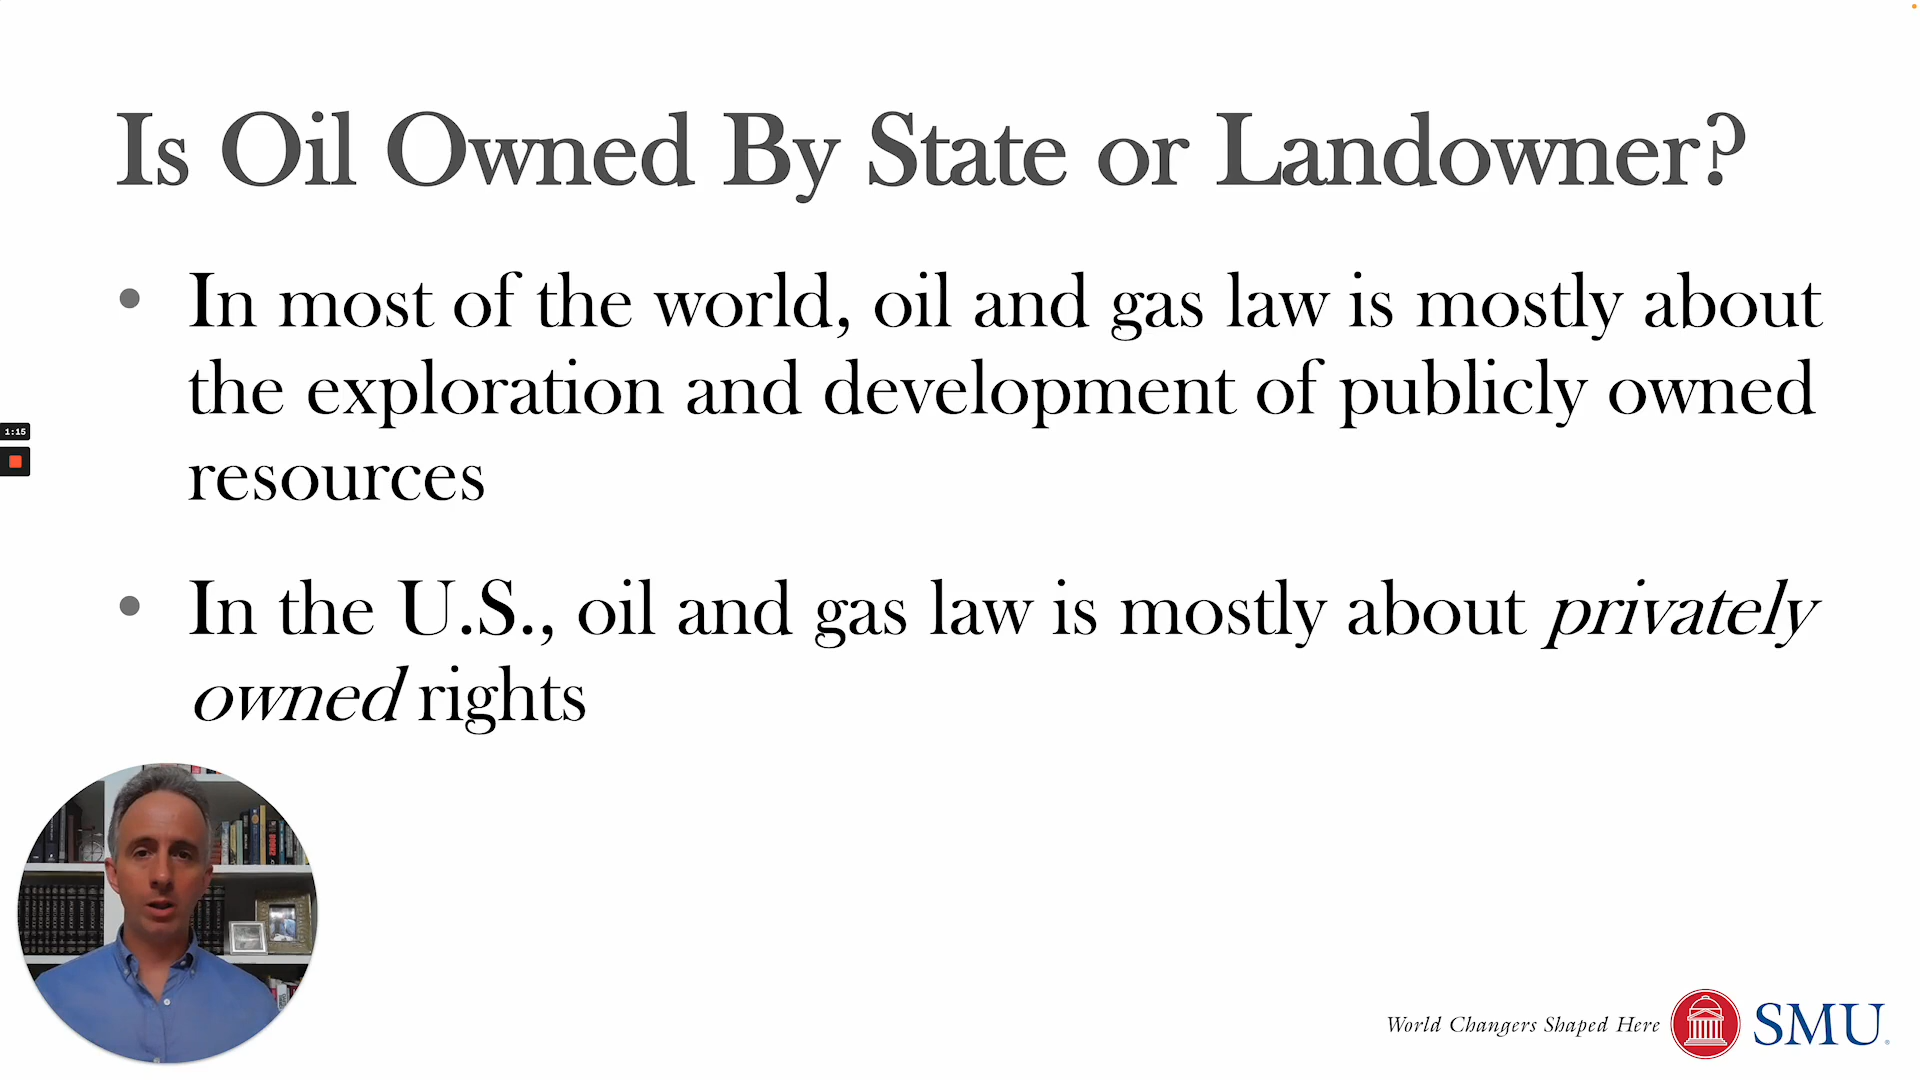 Is Oil Owned By State or Landowner?
• In most of the world, oil and gas law is mostly about
the exploration and development of publicly owned
resources
• In the U.S., oil and gas law is mostly about privately
owned rights
1:15
World Changers Shaped Here
SMU